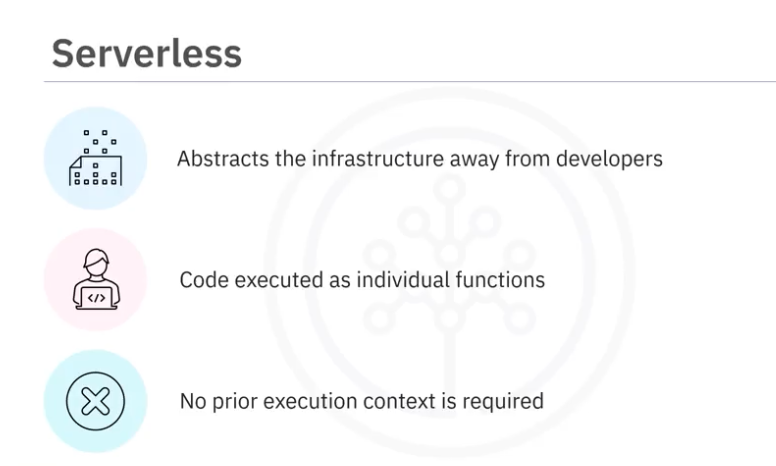 Serverless
Abstracts the infrastructure away from developers
</>
Code executed as individual functions
No prior execution context is required